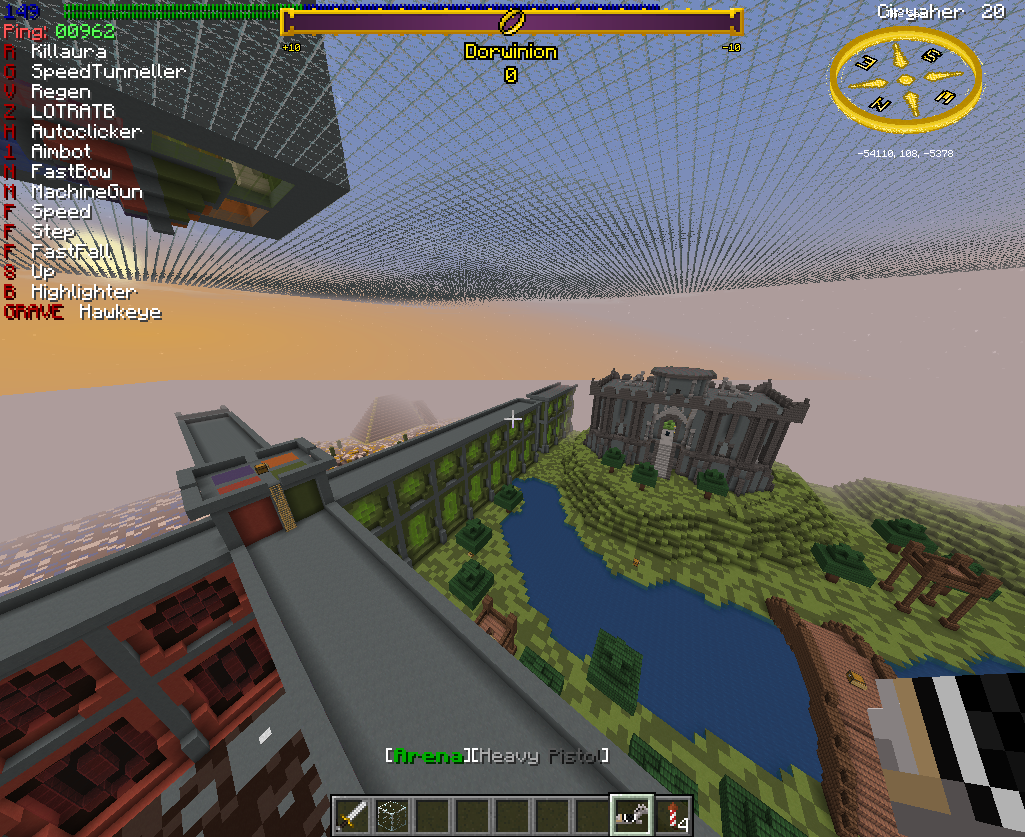 149
Ping: 00962
R Killaura
G SpeedTunneller
V Regen
Z LOTRATB
H Autoclicker
1 Aimbot
N FastBow
M MachineGun
F Speed
F Step
F FastFall
8 Up
B Highlighter
GRAVE Hawkeye
+10
-10
Dorwinion
0
20
N
S
-54110, 108, -5378
[Arena][Heavy Pistol]
4